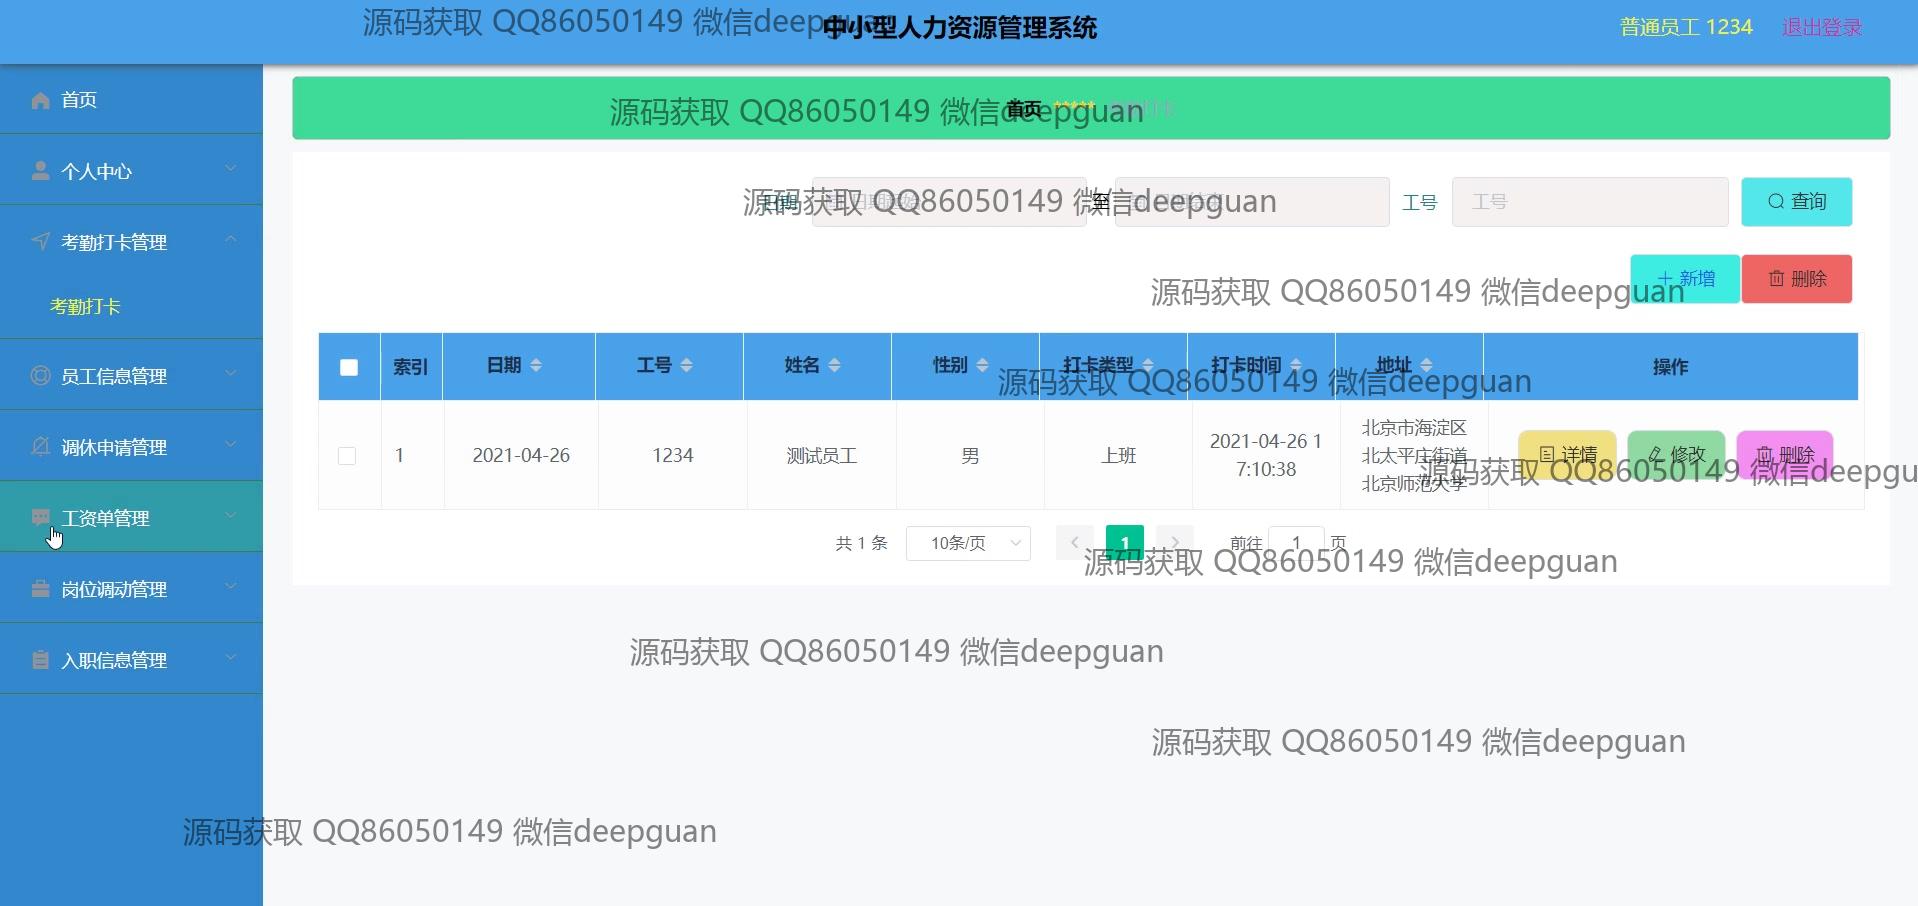 源码获取 QQ86050149 微信deepguan
中小型人力资源管理系统
普通员工 1234
退出登录
首页
个人中心
考勤打卡管理
考勤打卡
员工信息管理
调休申请管理
工资单管理
岗位调动管理
入职信息管理
源码获取 QQ86050149 微信deepguan
首页 *****
日期
至
工号
工号
查询
源码获取 QQ86050149 微信deepguan
新增
删除
源码获取 QQ86050149 微信deepguan
索引 日期 工号 姓名 性别 打卡类型 打卡时间 地址 操作
源码获取 QQ86050149 微信deepguan
1 2021-04-26 1234 测试员工 男 上班
2021-04-26 1
7:10:38
北京市海淀区
北太平庄街道
北京师范大学
详情 修改 删除
源码获取 QQ86050149 微信deepgu
共 1 条 10条/页 1 前往 1 页
源码获取 QQ86050149 微信deepguan
源码获取 QQ86050149 微信deepguan
源码获取 QQ86050149 微信deepguan
源码获取 QQ86050149 微信deepguan